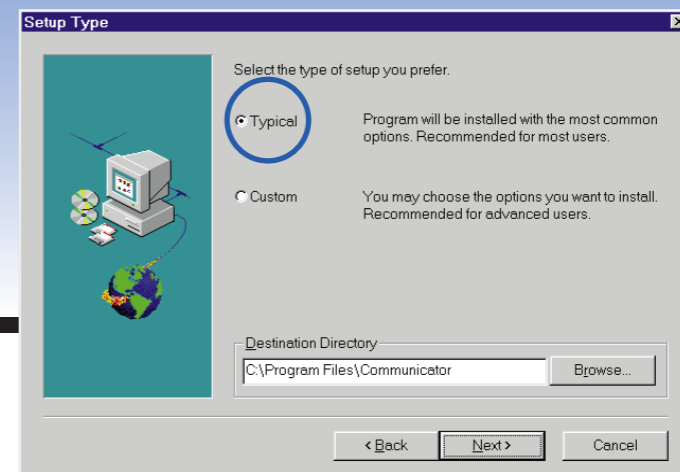 Setup Type
Select the type of setup you prefer.
Typical
Program will be installed with the most common
options. Recommended for most users.
Custom
You may choose the options you want to install.
Recommended for advanced users.
Destination Directory
C:\Program Files\Communicator
Browse...
< Back
Next >
Cancel